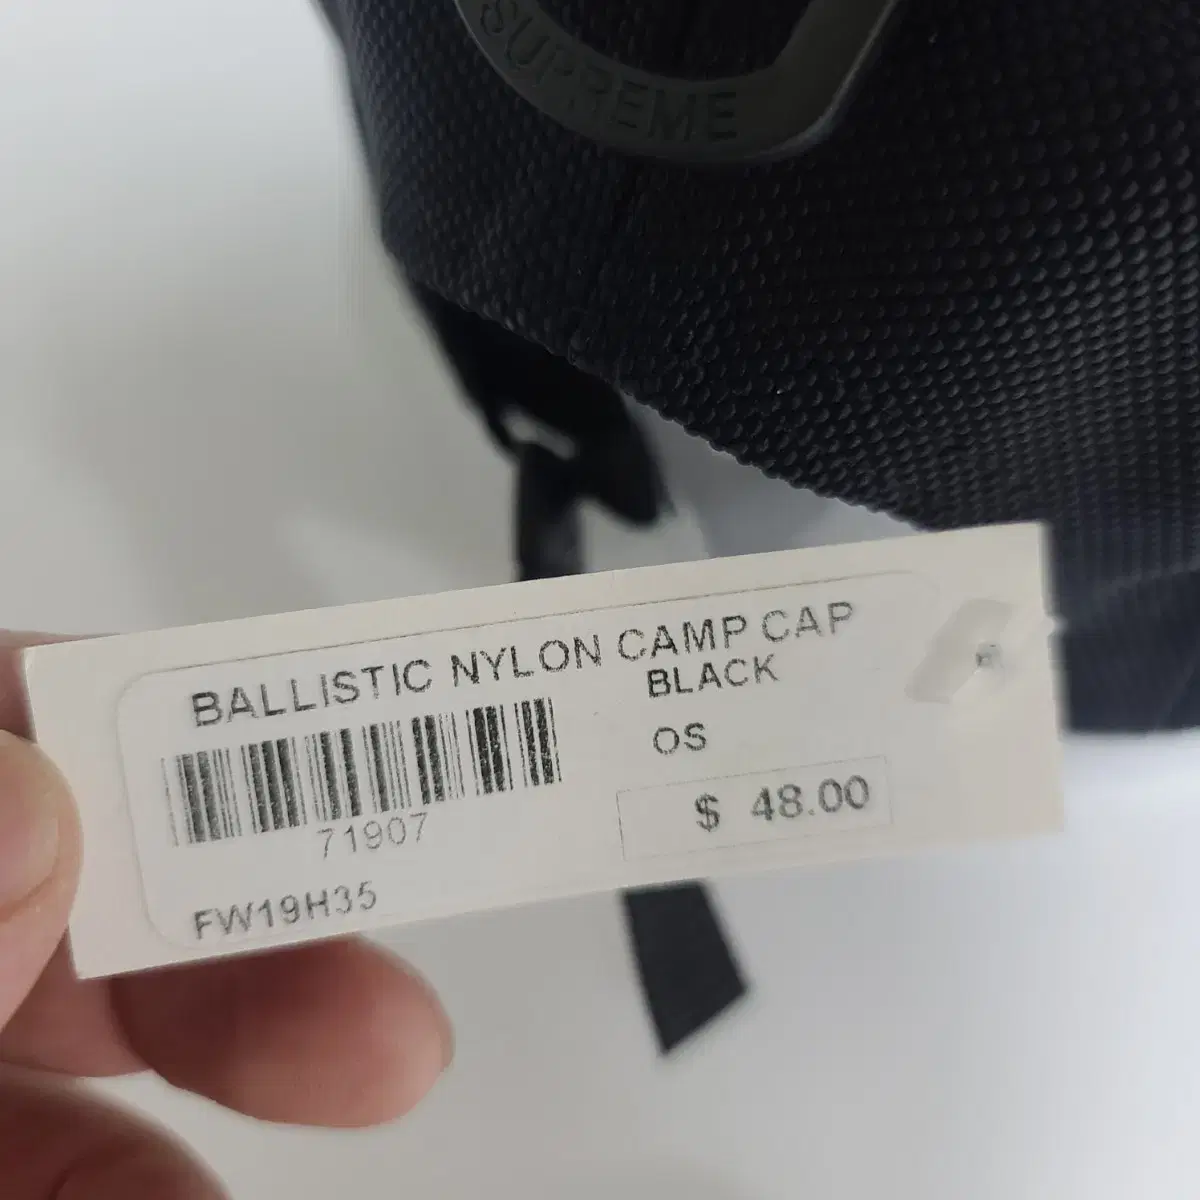 SUPREME
BALLISTIC NYLON CAMP CAP
BLACK
OS
71907
$ 48.00
FW19H35